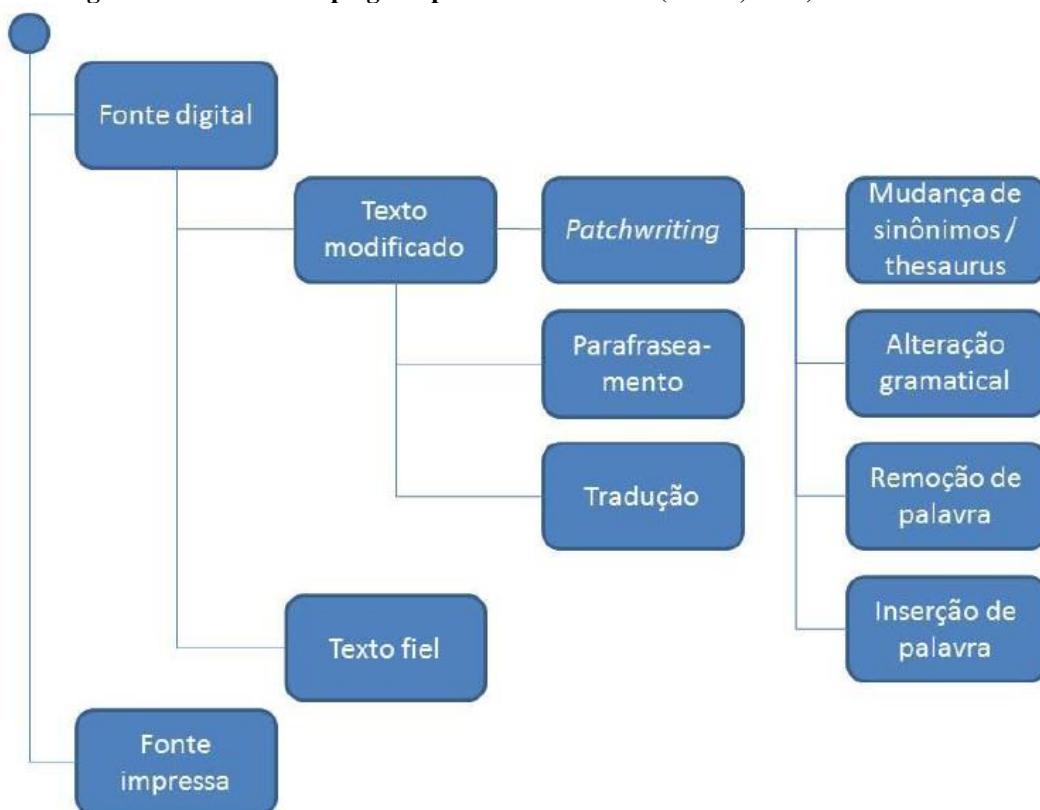 Fonte digital
Texto
modificado
Patchwriting
Mudança de
sinônimos /
thesaurus
Parafrasea-
mento
Alteração
gramatical
Tradução
Remoção de
palavra
Texto fiel
Inserção de
palavra
Fonte
impressa